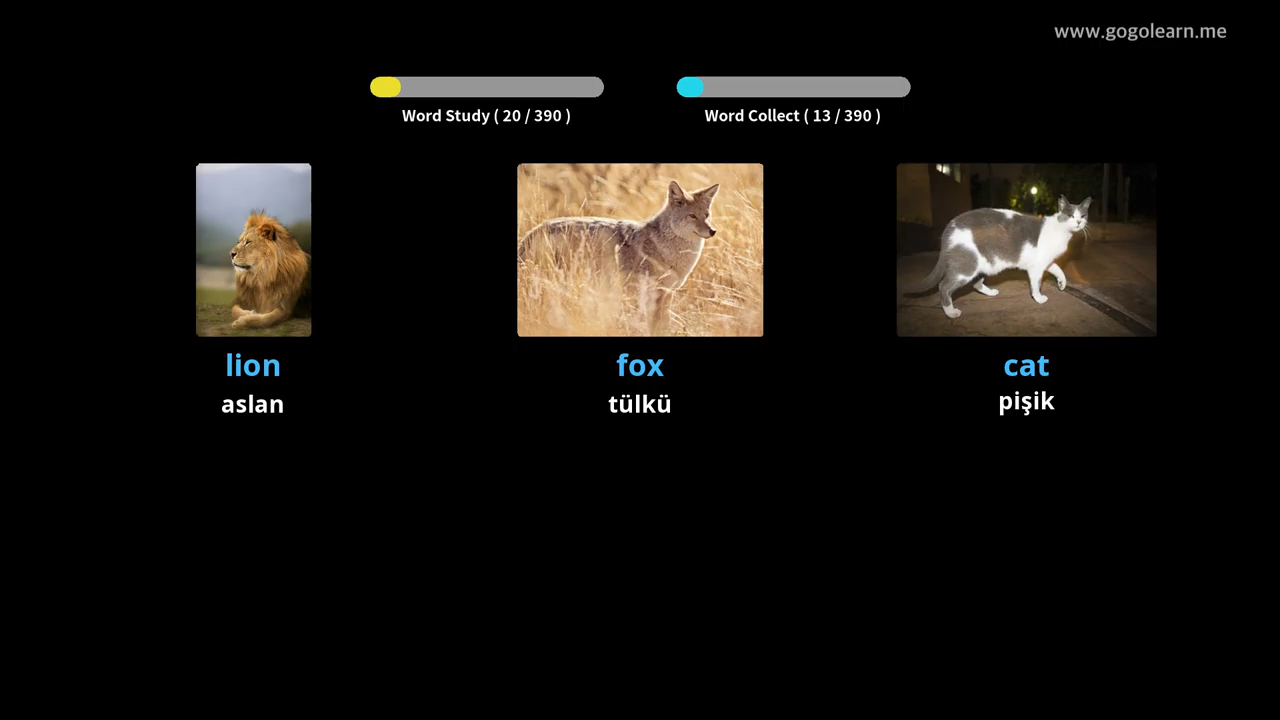 www.gogolearn.me
Word Study ( 20 / 390 )
Word Collect ( 13 / 390 )
lion
aslan
fox
tülkü
cat
pişik